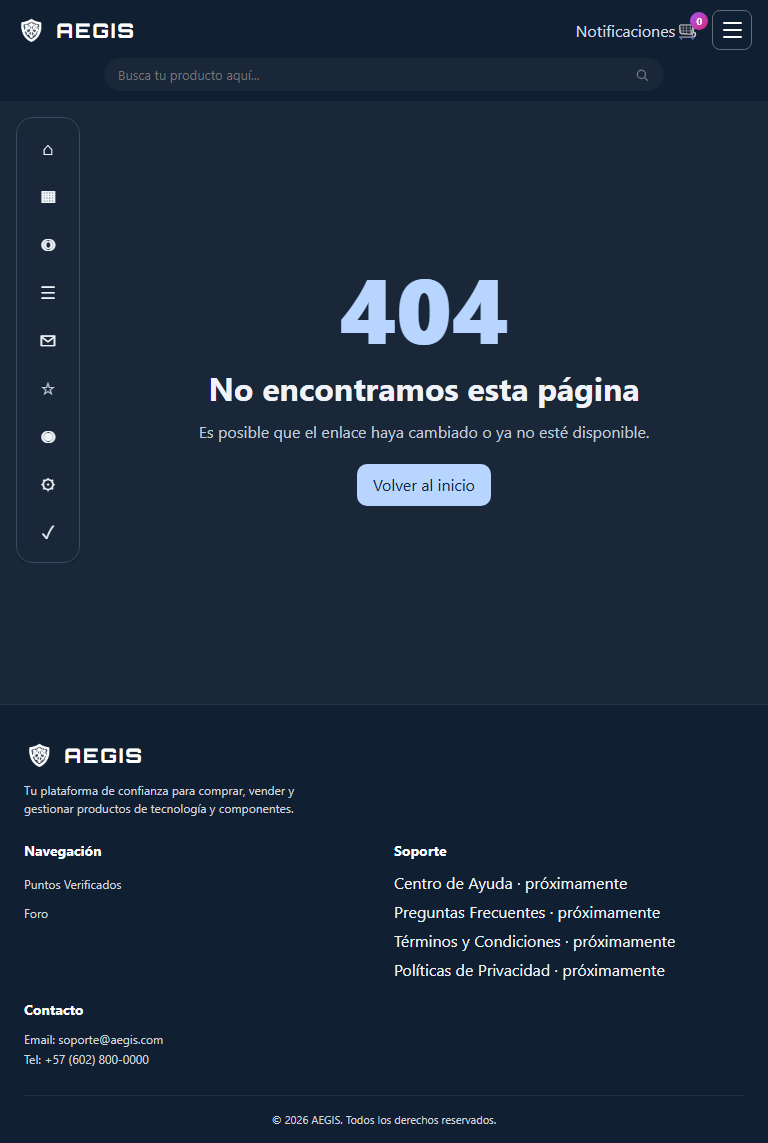 AEGIS
Notificaciones
0
Busca tu producto aquí...
404
No encontramos esta página
Es posible que el enlace haya cambiado o ya no esté disponible.
Volver al inicio
AEGIS
Tu plataforma de confianza para comprar, vender y
gestionar productos de tecnología y componentes.
Navegación
Puntos Verificados
Foro
Soporte
Centro de Ayuda · próximamente
Preguntas Frecuentes · próximamente
Términos y Condiciones · próximamente
Políticas de Privacidad · próximamente
Contacto
Email: soporte@aegis.com
Tel: +57 (602) 800-0000
© 2026 AEGIS. Todos los derechos reservados.